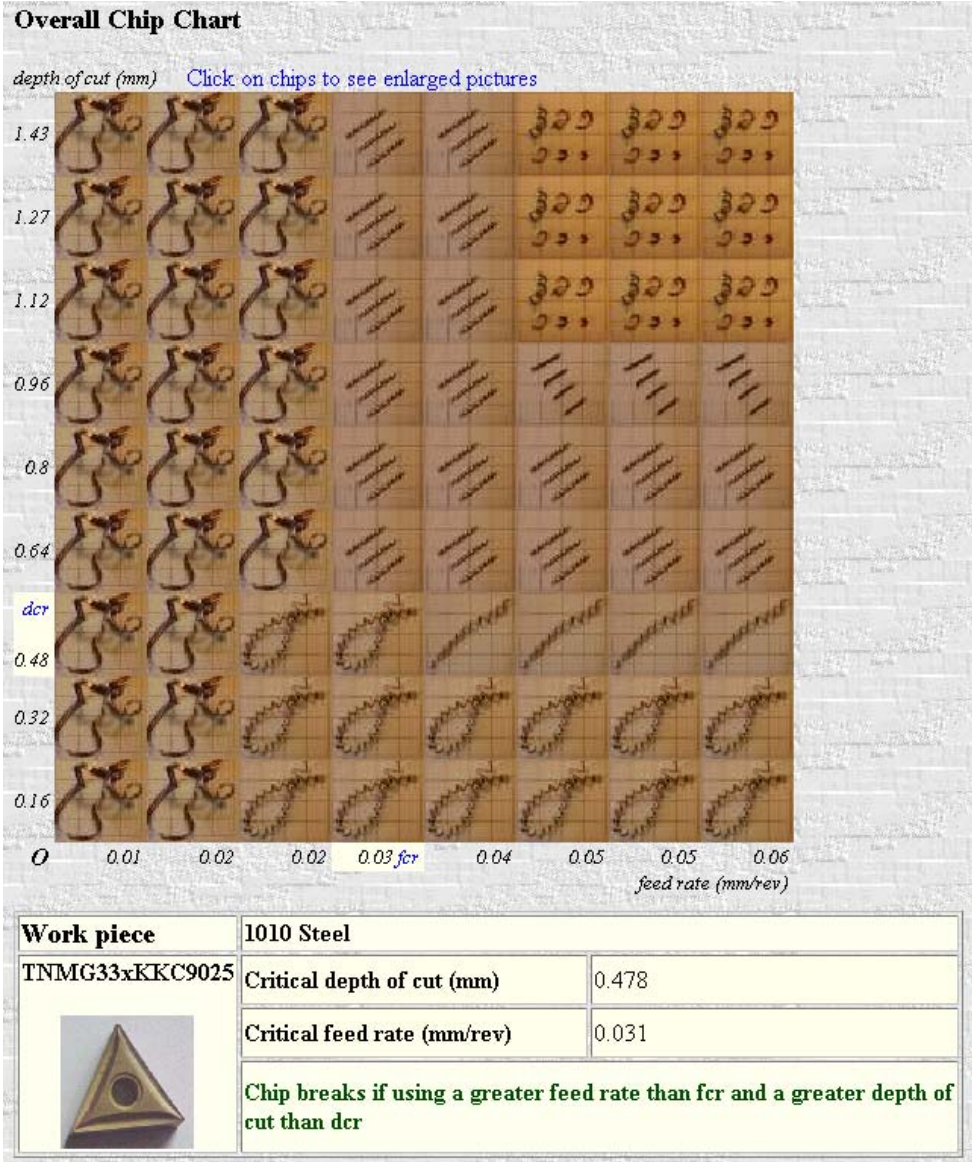 Overall Chip Chart
depth of cut (mm) Click on chips to see enlarged pictures
1.43
1.27
1.12
0.96
0.8
0.64
dcr
0.48
0.32
0.16
O 0.01 0.02 0.02 0.03 fcr 0.04 0.05 0.05 0.06
feed rate (mm/rev)
Work piece 1010 Steel
TNMG33xKKC9025 Critical depth of cut (mm) 0.478
Critical feed rate (mm/rev) 0.031
Chip breaks if using a greater feed rate than fcr and a greater depth of
cut than dcr